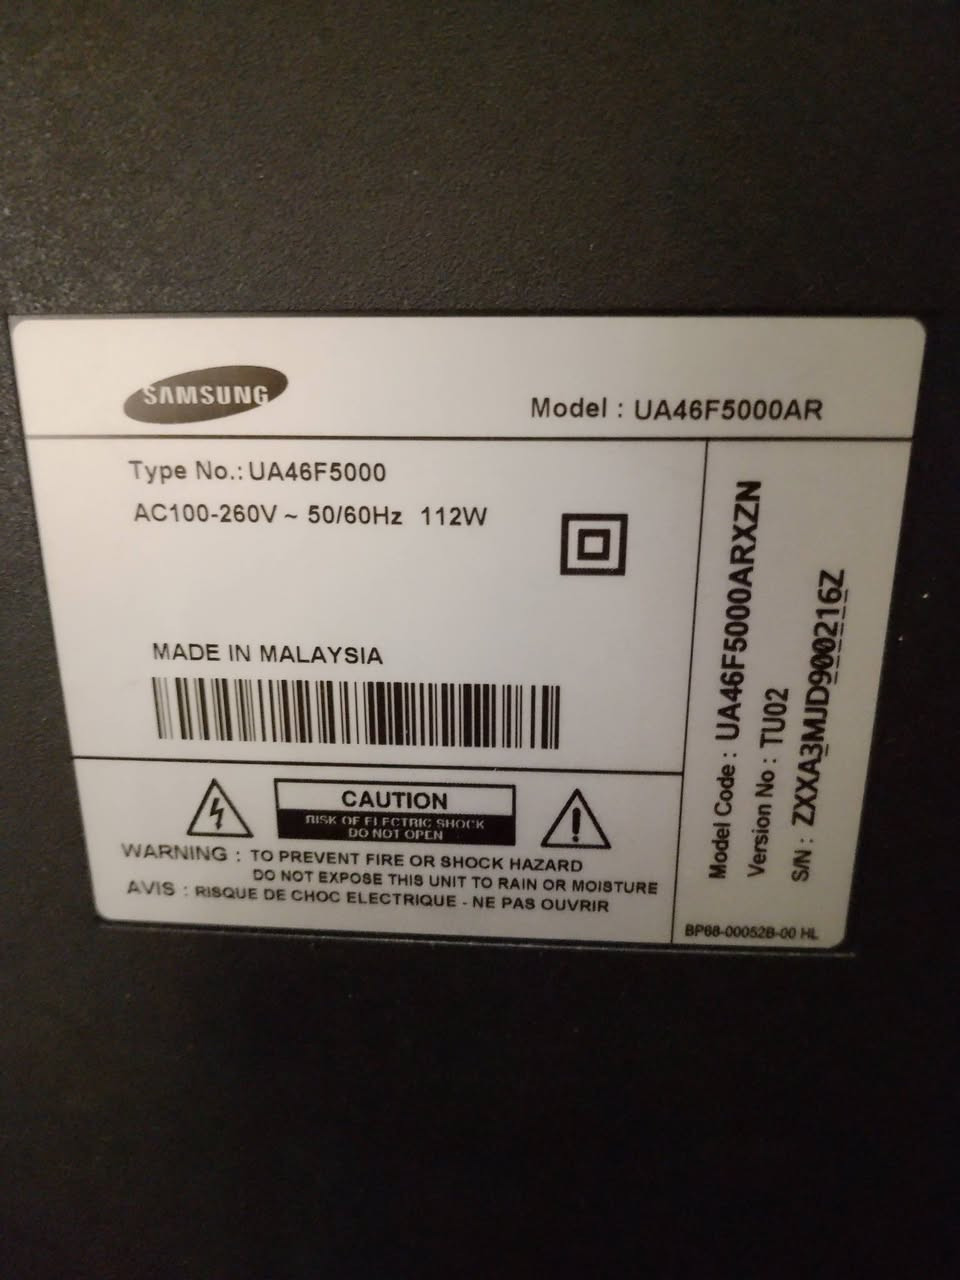 SAMSUNG
Model : UA46F5000AR
Type No.: UA46F5000
AC100-260V ~ 50/60Hz 112W
MADE IN MALAYSIA
CAUTION
RISK OF ELECTRIC SHOCK
DO NOT OPEN
WARNING : TO PREVENT FIRE OR SHOCK HAZARD
DO NOT EXPOSE THIS UNIT TO RAIN OR MOISTURE
AVIS : RISQUE DE CHOC ELECTRIQUE - NE PAS OUVRIR
Model Code : UA46F5000ARXZN
Version No : TU02
S/N : ZXXA3MJD900216Z
BP68-00052B-00 HL